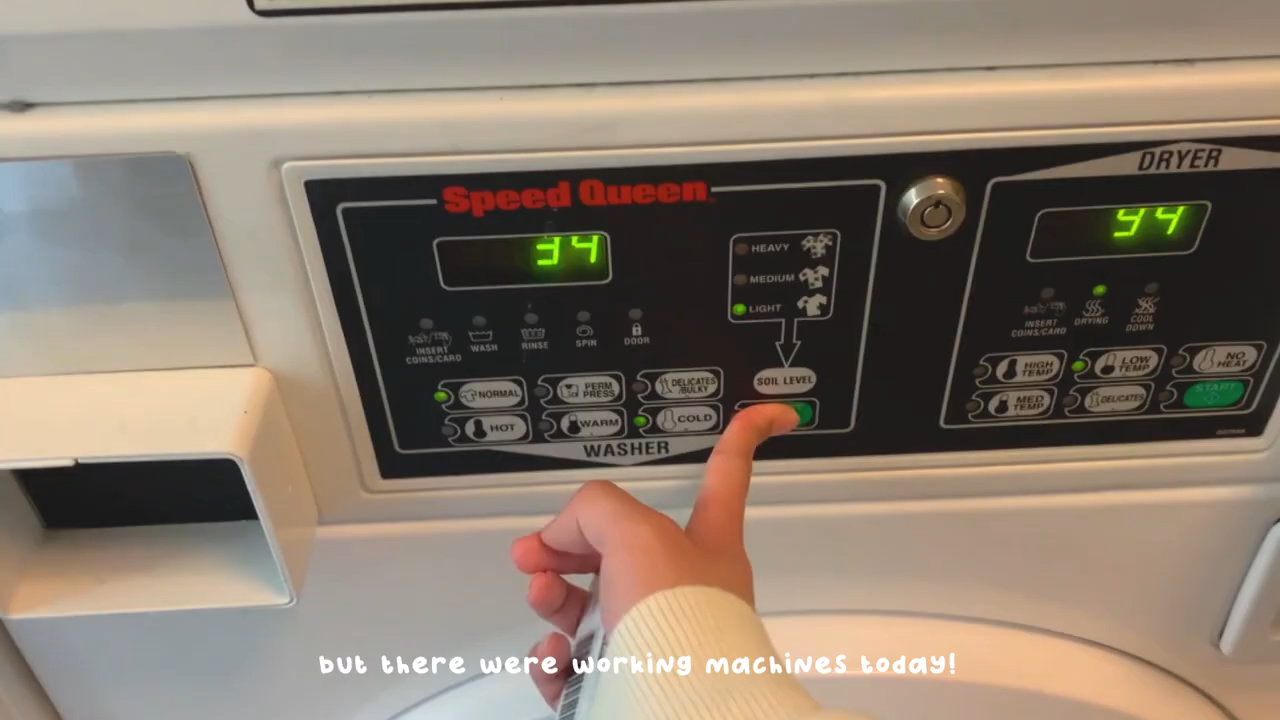 Speed Queen
34
HEAVY
MEDIUM
LIGHT
INSERT
COINS/CARD
WASH
RINSE
SPIN
DOOR
SOIL LEVEL
NORMAL
PERM
PRESS
DELICATES
/BULKY
HOT
WARM
COLD
WASHER
DRYER
94
INSERT
COINS/CARD
DRYING
COOL
DOWN
HIGH
TEMP
LOW
TEMP
NO
HEAT
MED
TEMP
DELICATES
START
but there were working machines today!